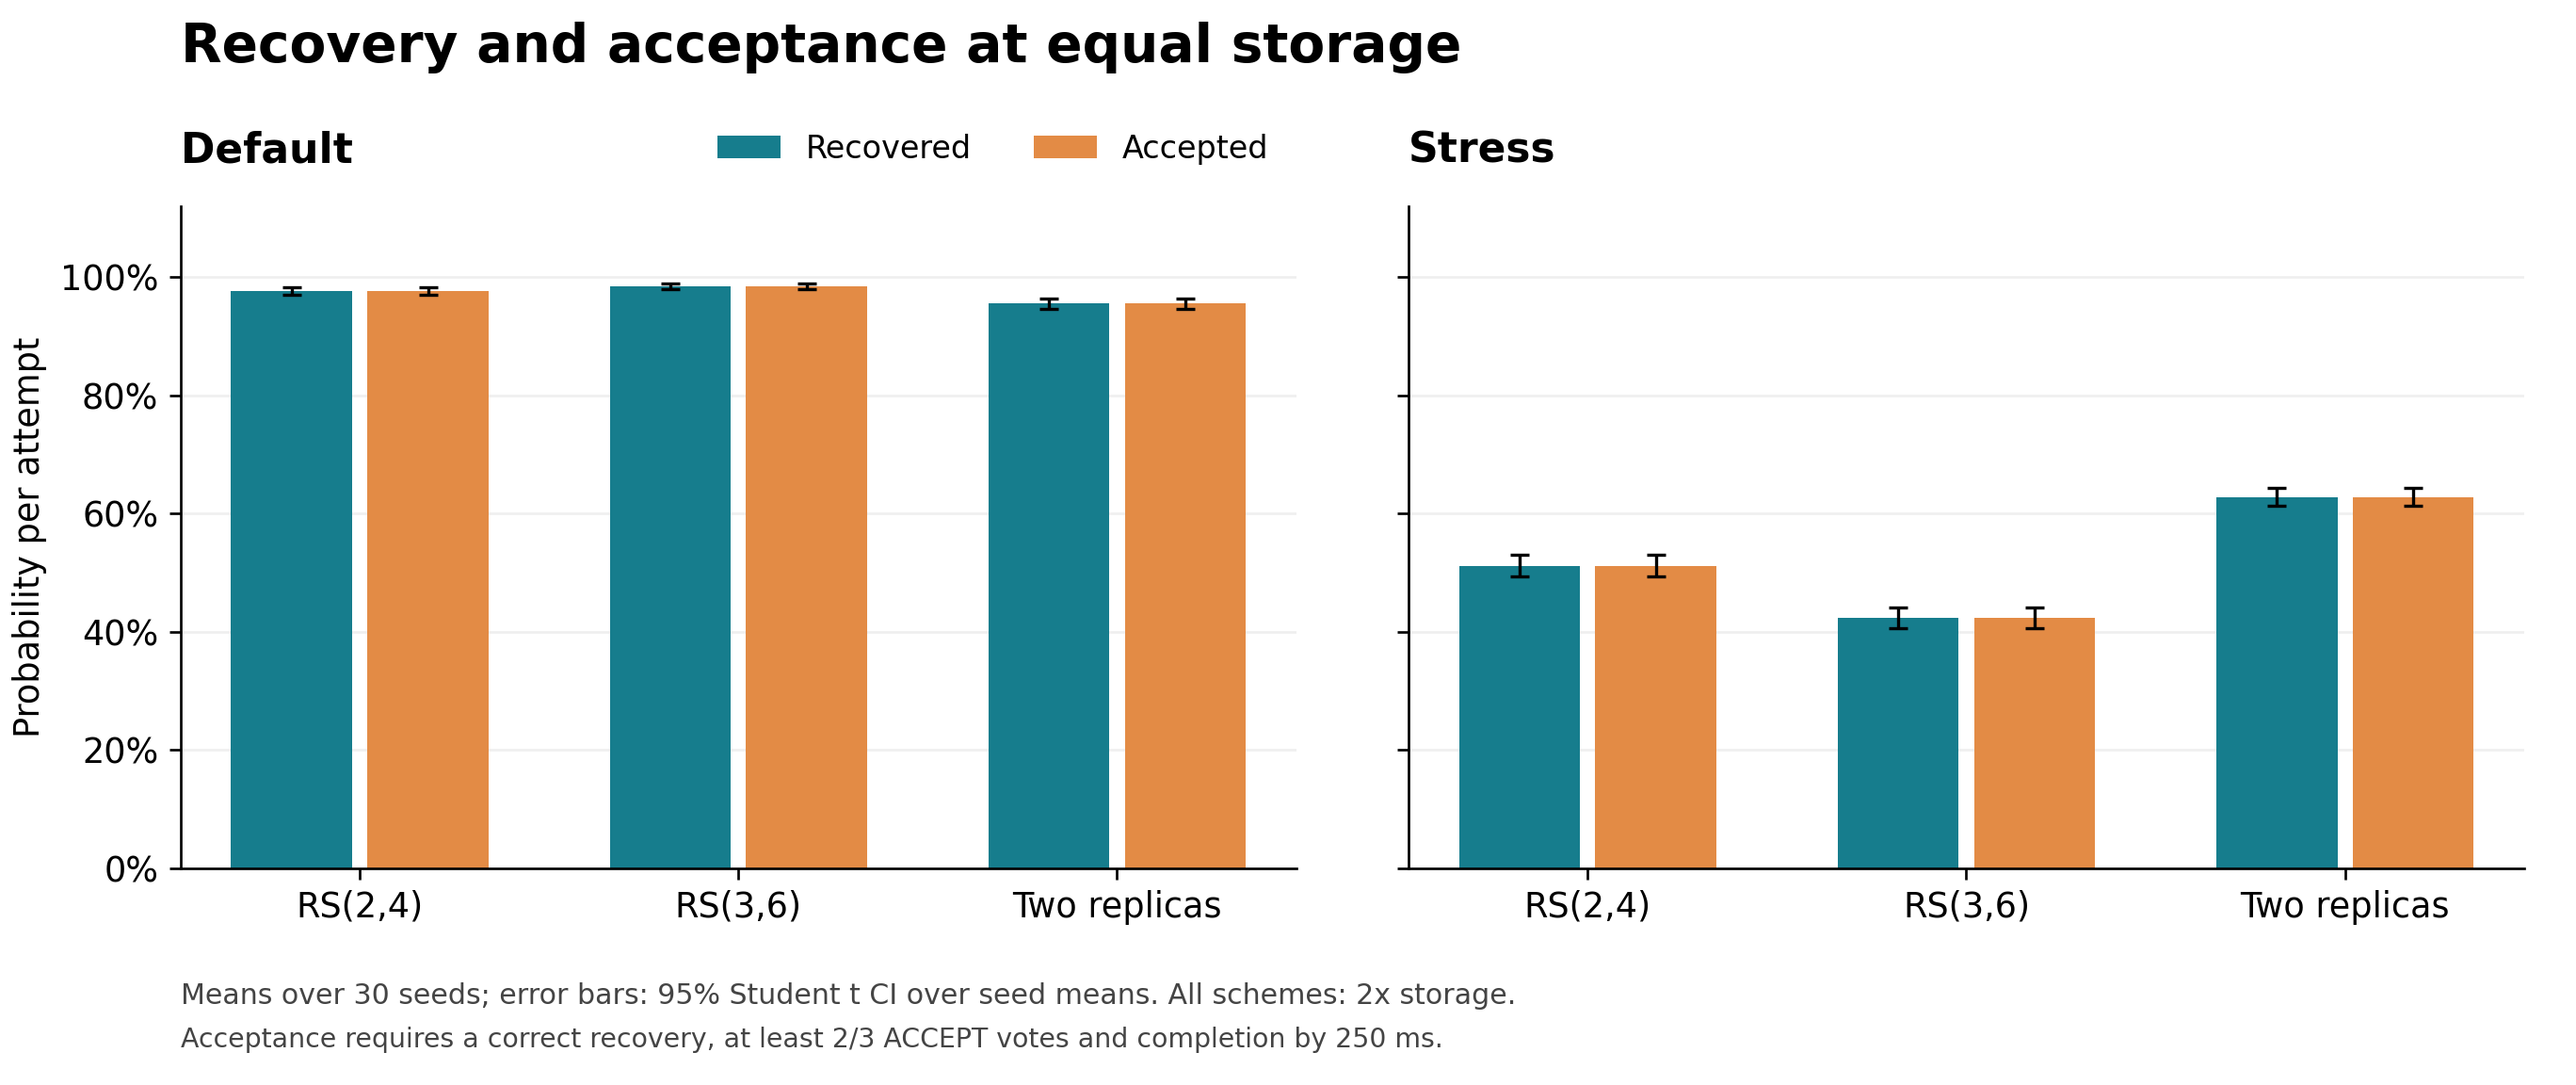 Recovery and acceptance at equal storage
Default
Recovered
Accepted
Stress
Probability per attempt
100%
80%
60%
40%
20%
0%
RS(2,4)
RS(3,6)
Two replicas
RS(2,4)
RS(3,6)
Two replicas
Means over 30 seeds; error bars: 95% Student t CI over seed means. All schemes: 2x storage.
Acceptance requires a correct recovery, at least 2/3 ACCEPT votes and completion by 250 ms.